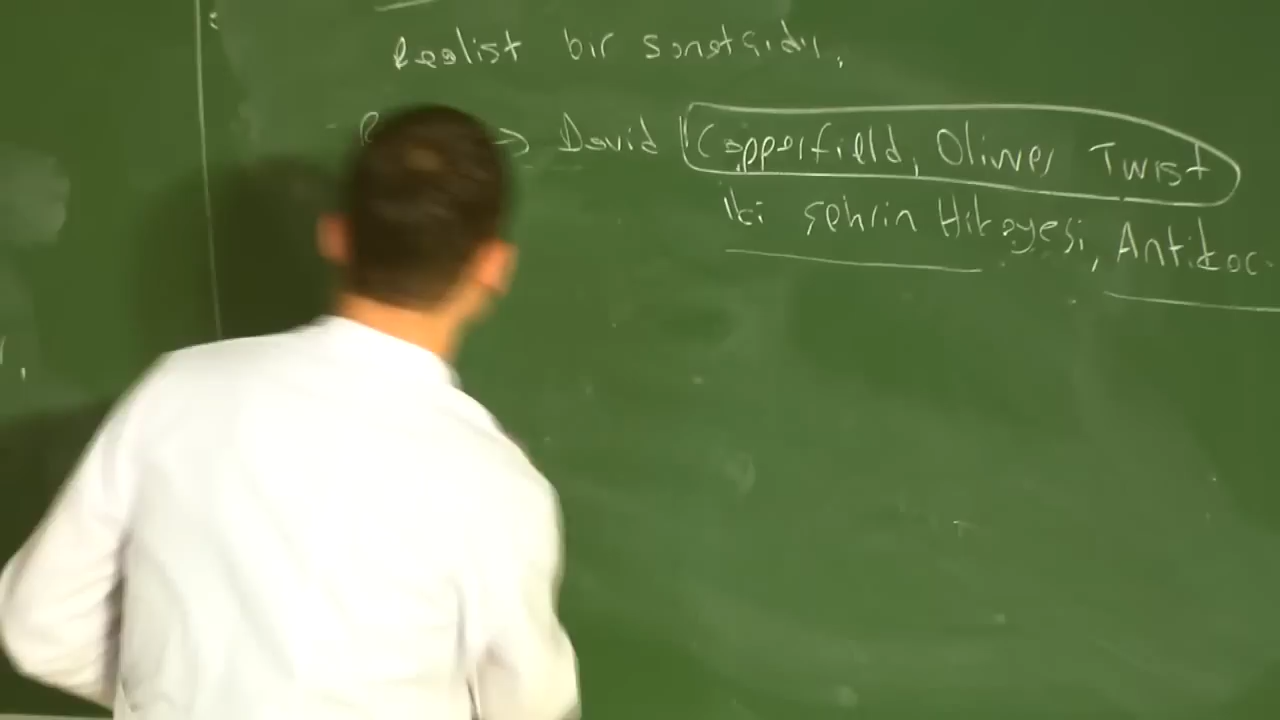 Realist bir sanatçıdır.
→ David Copperfield, Oliver Twist
İki Şehrin Hikayesi, Antikac